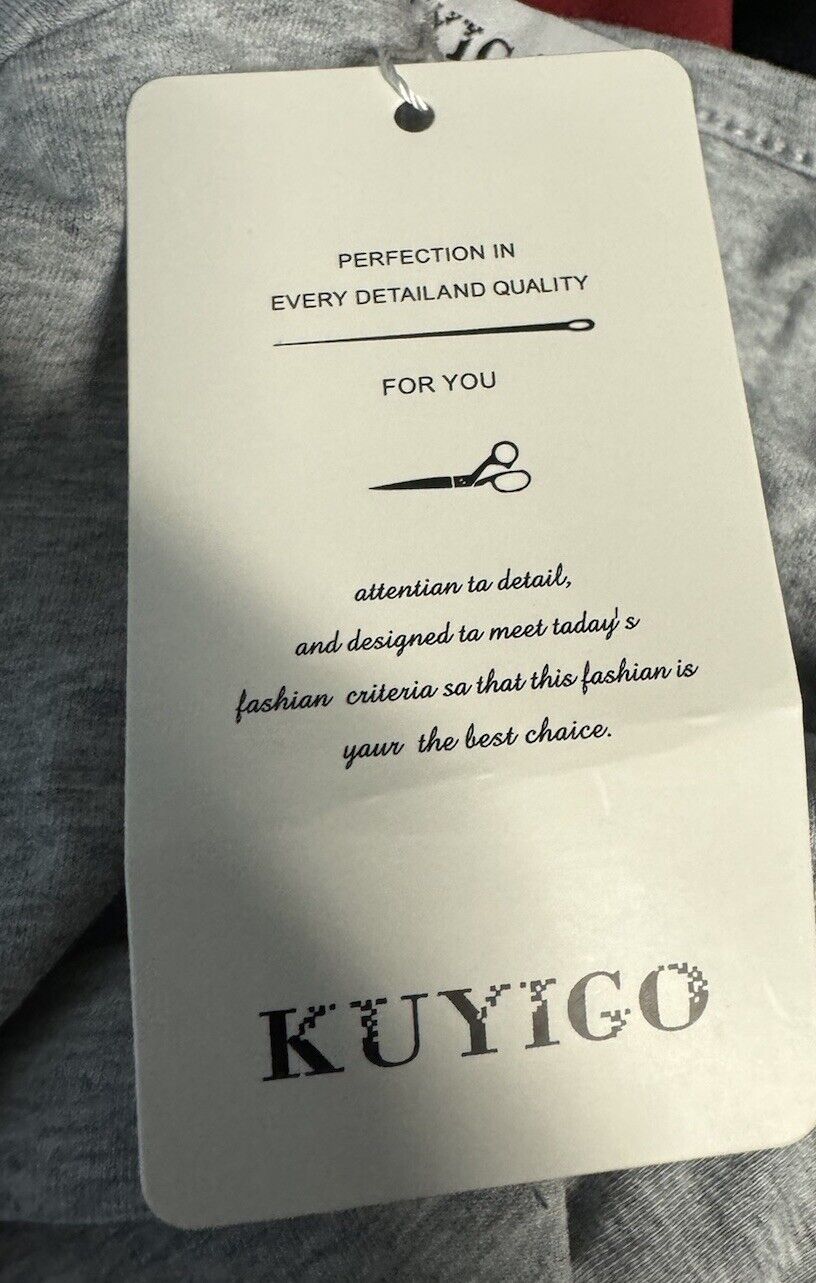 PERFECTION IN
EVERY DETAILAND QUALITY
FOR YOU
attentian ta detail,
and designed ta meet taday's
fashian criteria sa that this fashian is
yaur the best chaice.
KUYIGO